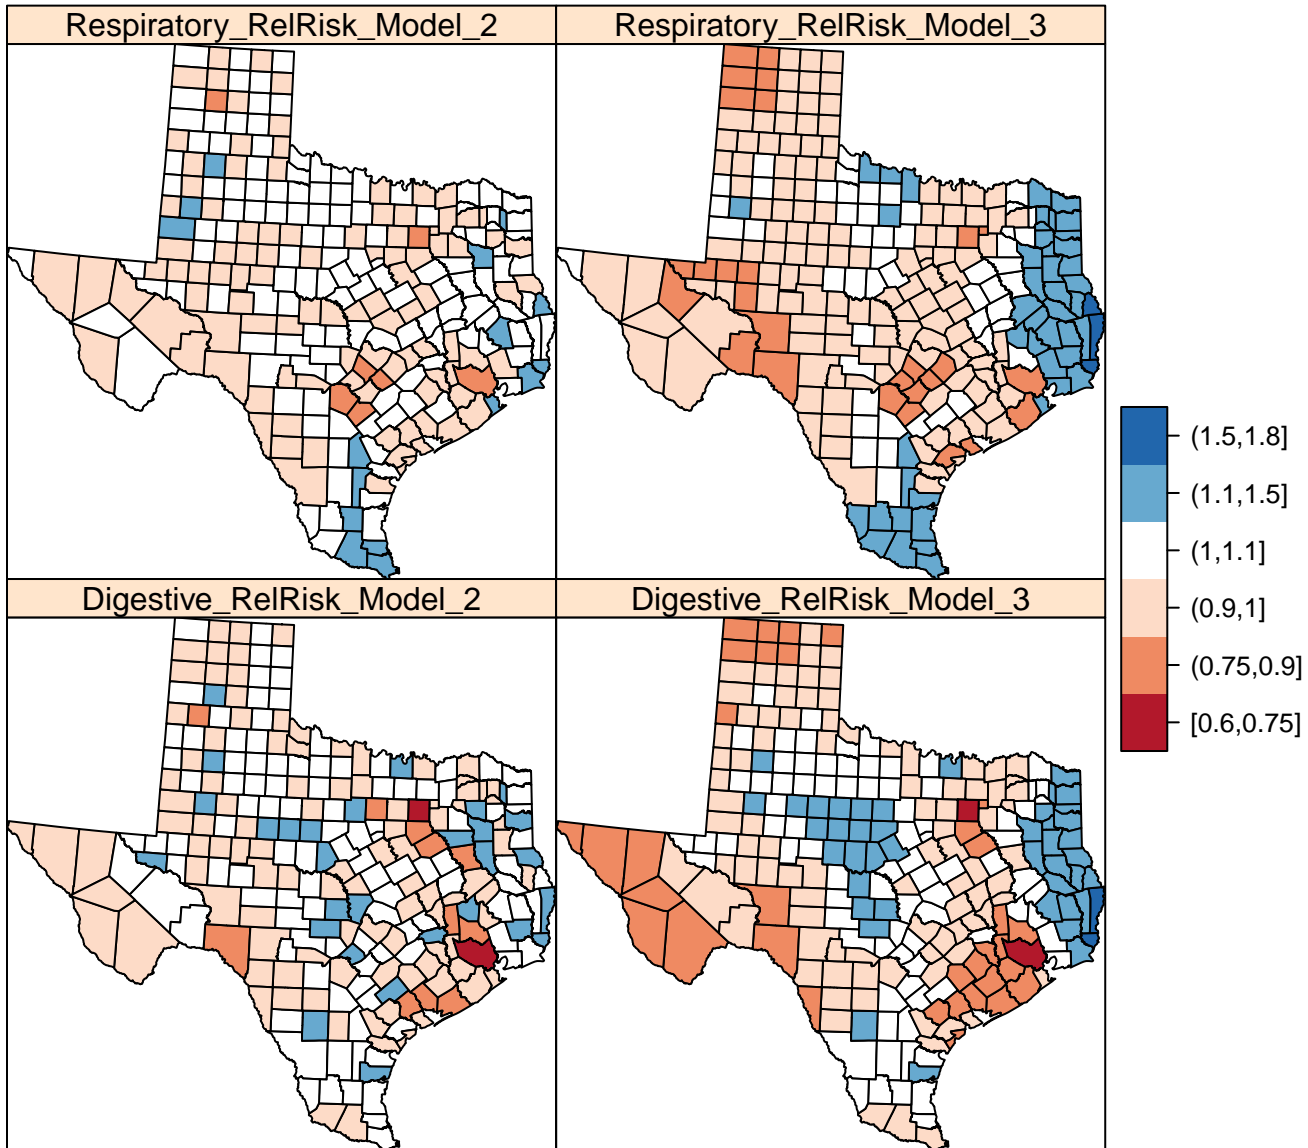 Respiratory_RelRisk_Model_2
Respiratory_RelRisk_Model_3
Digestive_RelRisk_Model_2
Digestive_RelRisk_Model_3
(1.5,1.8]
(1.1,1.5]
(1,1.1]
(0.9,1]
(0.75,0.9]
[0.6,0.75]